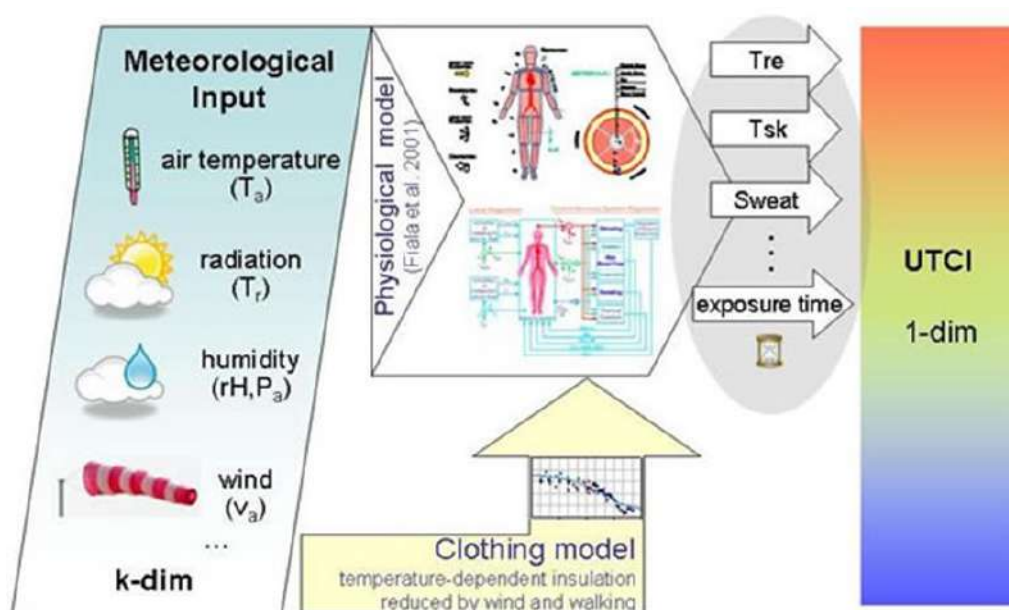 Meteorological
Input
air temperature
(Ta)
radiation
(Tr)
humidity
(rH,Pa)
wind
(va)
...
k-dim
Physiological model
(Fiala et al. 2001)
Tre
Tsk
Sweat
exposure time
UTCI
1-dim
Clothing model
temperature-dependent insulation
reduced by wind and walking